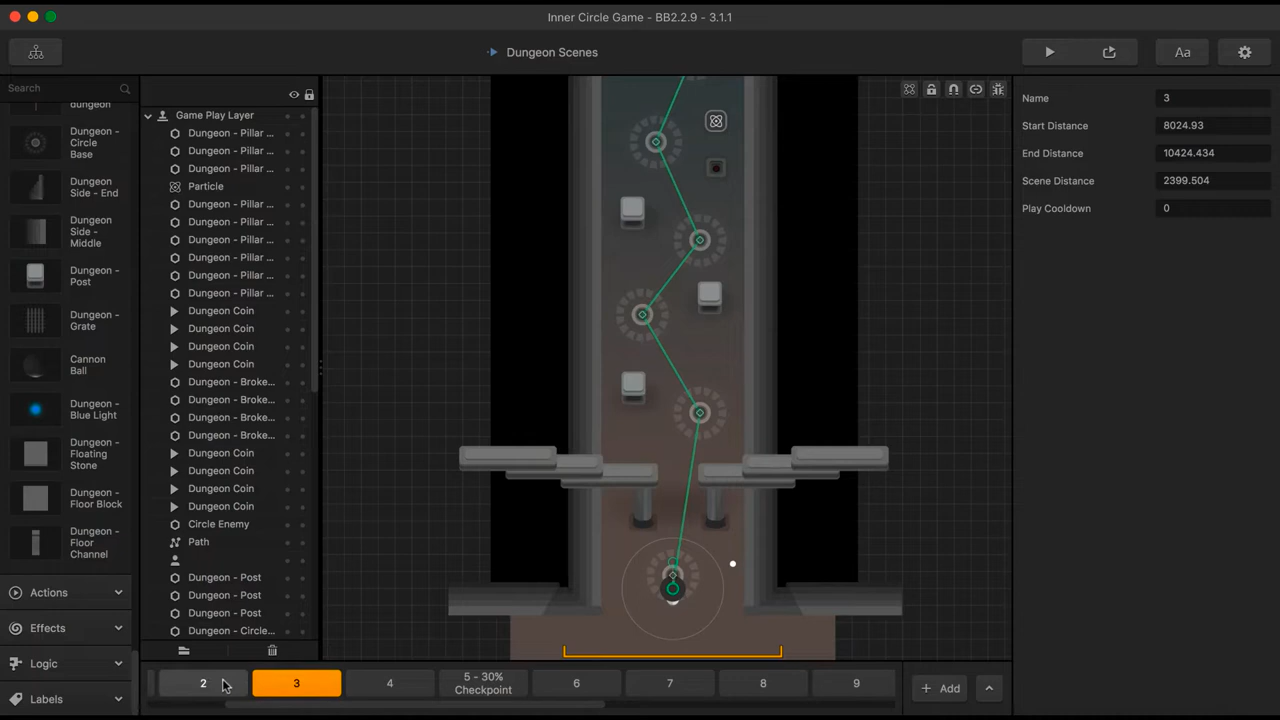 Inner Circle Game - BB2.2.9 - 3.1.1
Dungeon Scenes
Aa
Search
dungeon
Dungeon -
Circle
Base
Dungeon
Side - End
Dungeon
Side -
Middle
Dungeon -
Post
Dungeon -
Grate
Cannon
Ball
Dungeon -
Blue Light
Dungeon -
Floating
Stone
Dungeon -
Floor Block
Dungeon -
Floor
Channel
Actions
Effects
Logic
Labels
Game Play Layer
Dungeon - Pillar ...
Dungeon - Pillar ...
Dungeon - Pillar ...
Particle
Dungeon - Pillar ...
Dungeon - Pillar ...
Dungeon - Pillar ...
Dungeon - Pillar ...
Dungeon - Pillar ...
Dungeon - Pillar ...
Dungeon Coin
Dungeon Coin
Dungeon Coin
Dungeon Coin
Dungeon - Broke...
Dungeon - Broke...
Dungeon - Broke...
Dungeon - Broke...
Dungeon Coin
Dungeon Coin
Dungeon Coin
Dungeon Coin
Circle Enemy
Path
Dungeon - Post
Dungeon - Post
Dungeon - Post
Dungeon - Circle...
Name 3
Start Distance 8024.93
End Distance 10424.434
Scene Distance 2399.504
Play Cooldown 0
2
3
4
5 - 30%
Checkpoint
6
7
8
9
+ Add